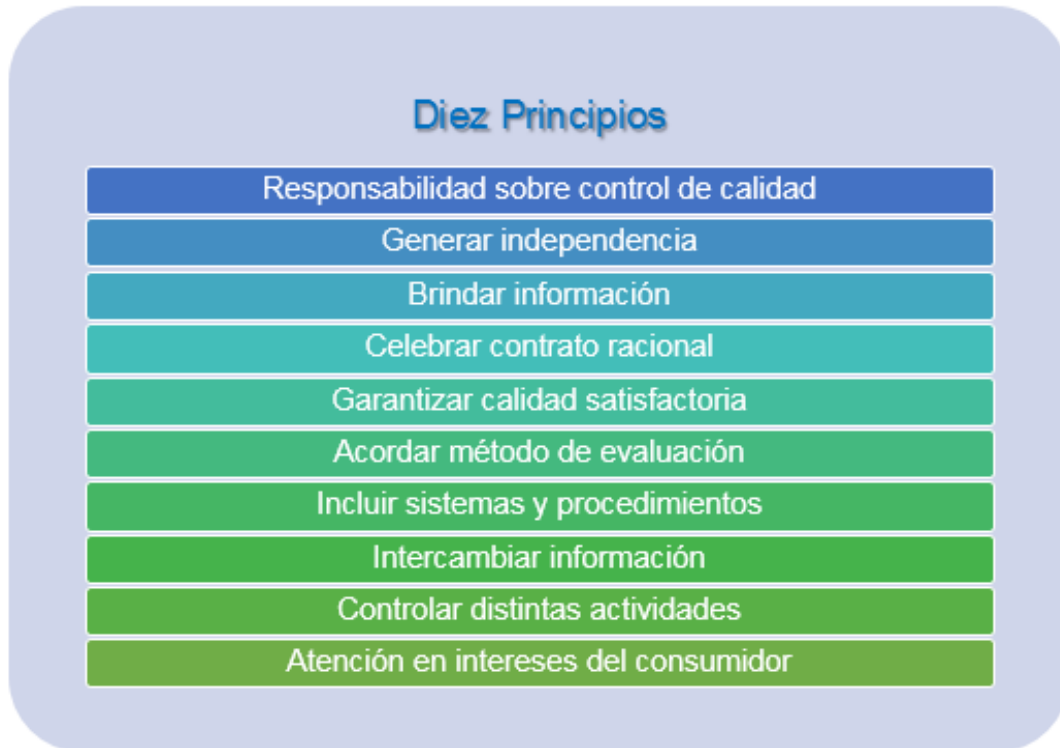 Diez Principios
Responsabilidad sobre control de calidad
Generar independencia
Brindar información
Celebrar contrato racional
Garantizar calidad satisfactoria
Acordar método de evaluación
Incluir sistemas y procedimientos
Intercambiar información
Controlar distintas actividades
Atención en intereses del consumidor